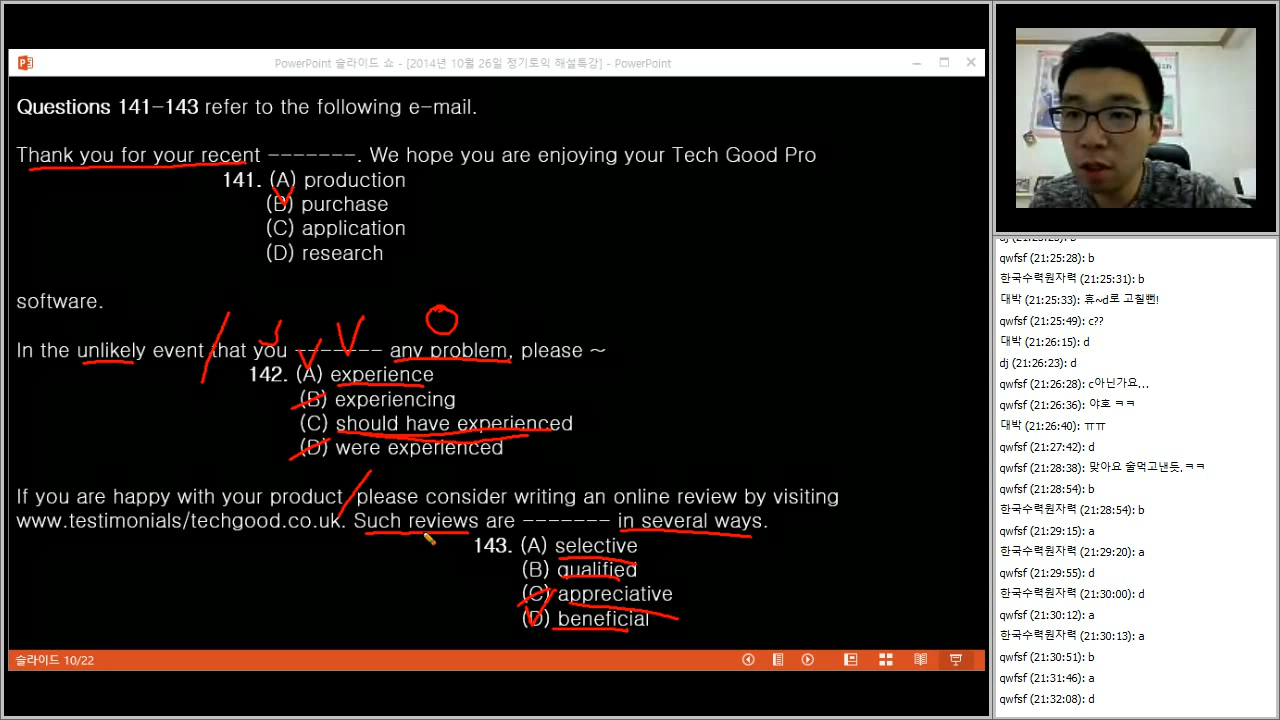 PowerPoint 슬라이드 쇼 - [2014년 10월 26일 정기토익 해설특강] - PowerPoint
Questions 141-143 refer to the following e-mail.
Thank you for your recent -------. We hope you are enjoying your Tech Good Pro
141. (A) production
(B) purchase
(C) application
(D) research
software.
S V O
In the unlikely event that you ------- any problem, please ~
142. (A) experience
(B) experiencing
(C) should have experienced
(D) were experienced
If you are happy with your product, please consider writing an online review by visiting
www.testimonials/techgood.co.uk. Such reviews are ------- in several ways.
143. (A) selective
(B) qualified
(C) appreciative
(D) beneficial
슬라이드 10/22
qwfsf (21:25:28): b
한국수력원자력 (21:25:31): b
대박 (21:25:33): 휴~d로 고칠뻔!
qwfsf (21:25:49): c??
대박 (21:26:15): d
dj (21:26:23): d
qwfsf (21:26:28): c아닌가요...
qwfsf (21:26:36): 야호 ㅋㅋ
대박 (21:26:40): ㅠㅠ
qwfsf (21:27:42): d
qwfsf (21:28:38): 맞아요 술먹고낸듯.ㅋㅋ
qwfsf (21:28:54): b
한국수력원자력 (21:28:54): b
qwfsf (21:29:15): a
한국수력원자력 (21:29:20): a
qwfsf (21:29:55): d
한국수력원자력 (21:30:00): d
qwfsf (21:30:12): a
한국수력원자력 (21:30:13): a
qwfsf (21:30:51): b
qwfsf (21:31:46): a
qwfsf (21:32:08): d